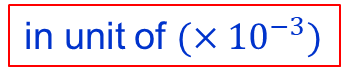 in unit of (× 10⁻³)